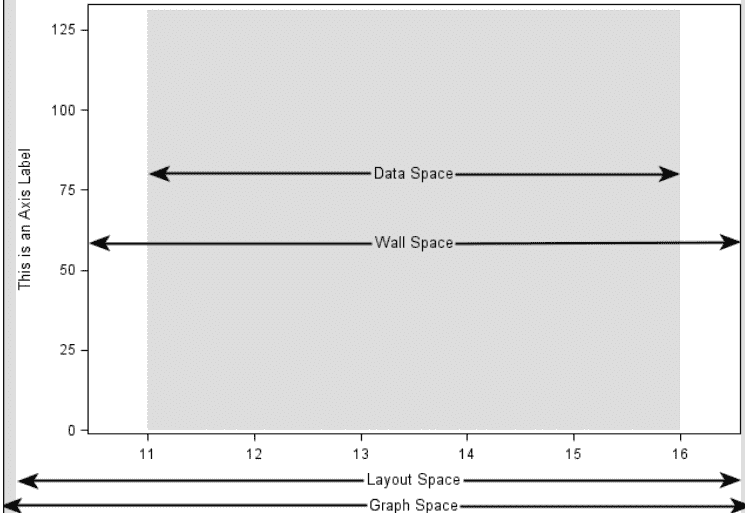 125
100
75
50
25
0
This is an Axis Label
Data Space
Wall Space
11 12 13 14 15 16
Layout Space
Graph Space